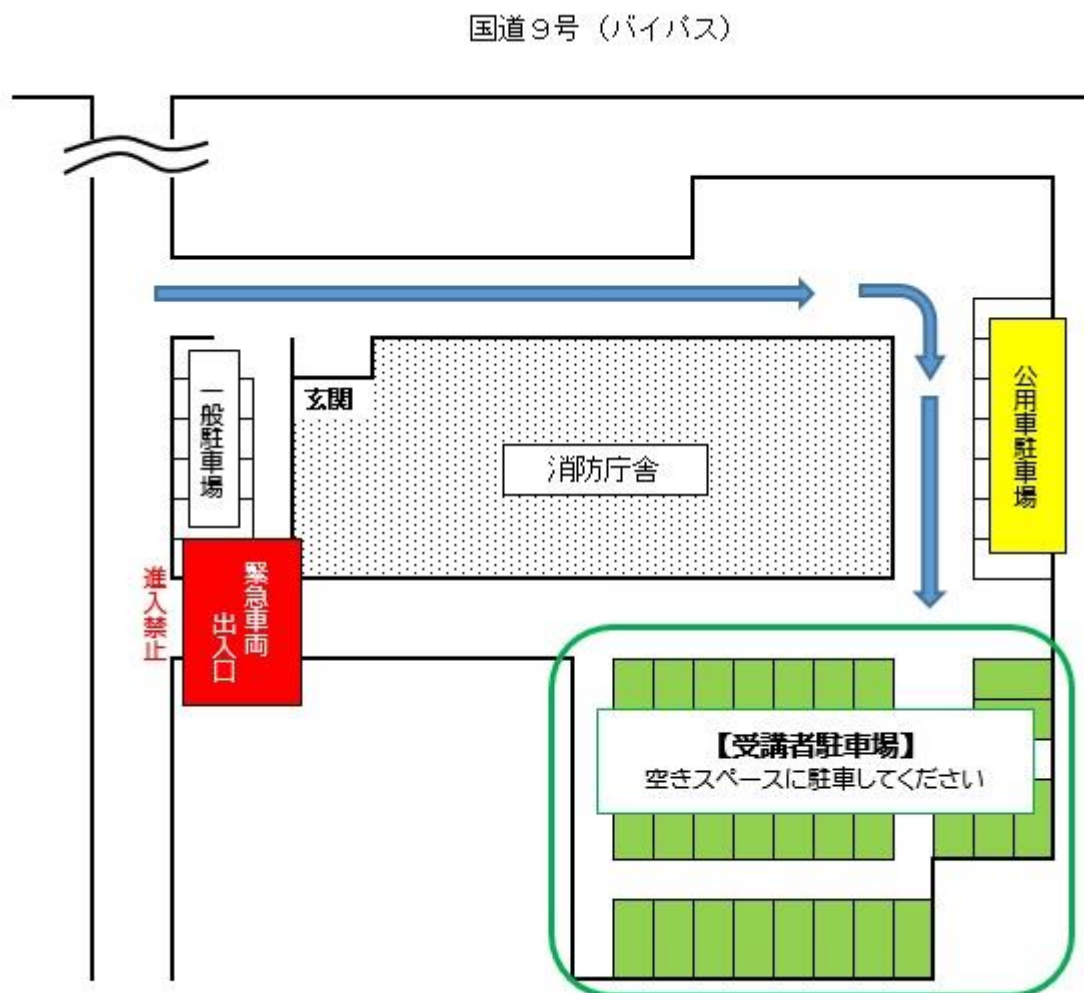 国道９号（バイパス）
一般駐車場
玄関
消防庁舎
公用車駐車場
進入禁止
緊急車両
出入口
【受講者駐車場】
空きスペースに駐車してください